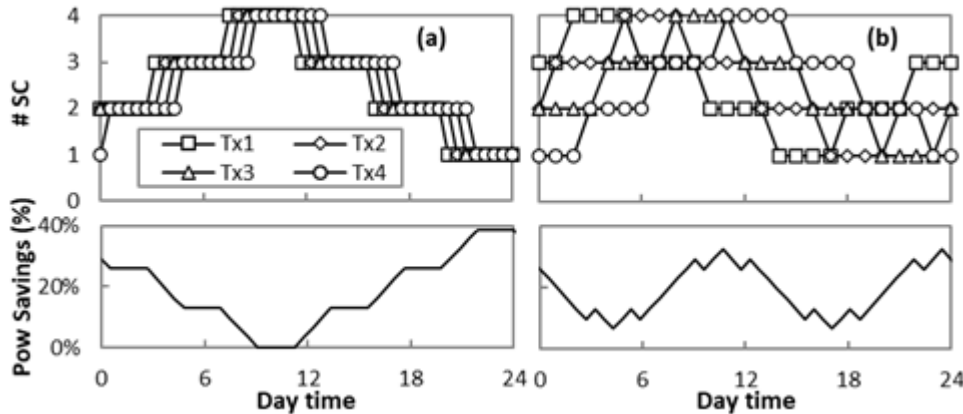 4
3
2
1
0
# SC
(a)
(b)
Tx1
Tx2
Tx3
Tx4
40%
20%
0%
Pow Savings (%)
0 6 12 18 24
0 6 12 18 24
Day time
Day time